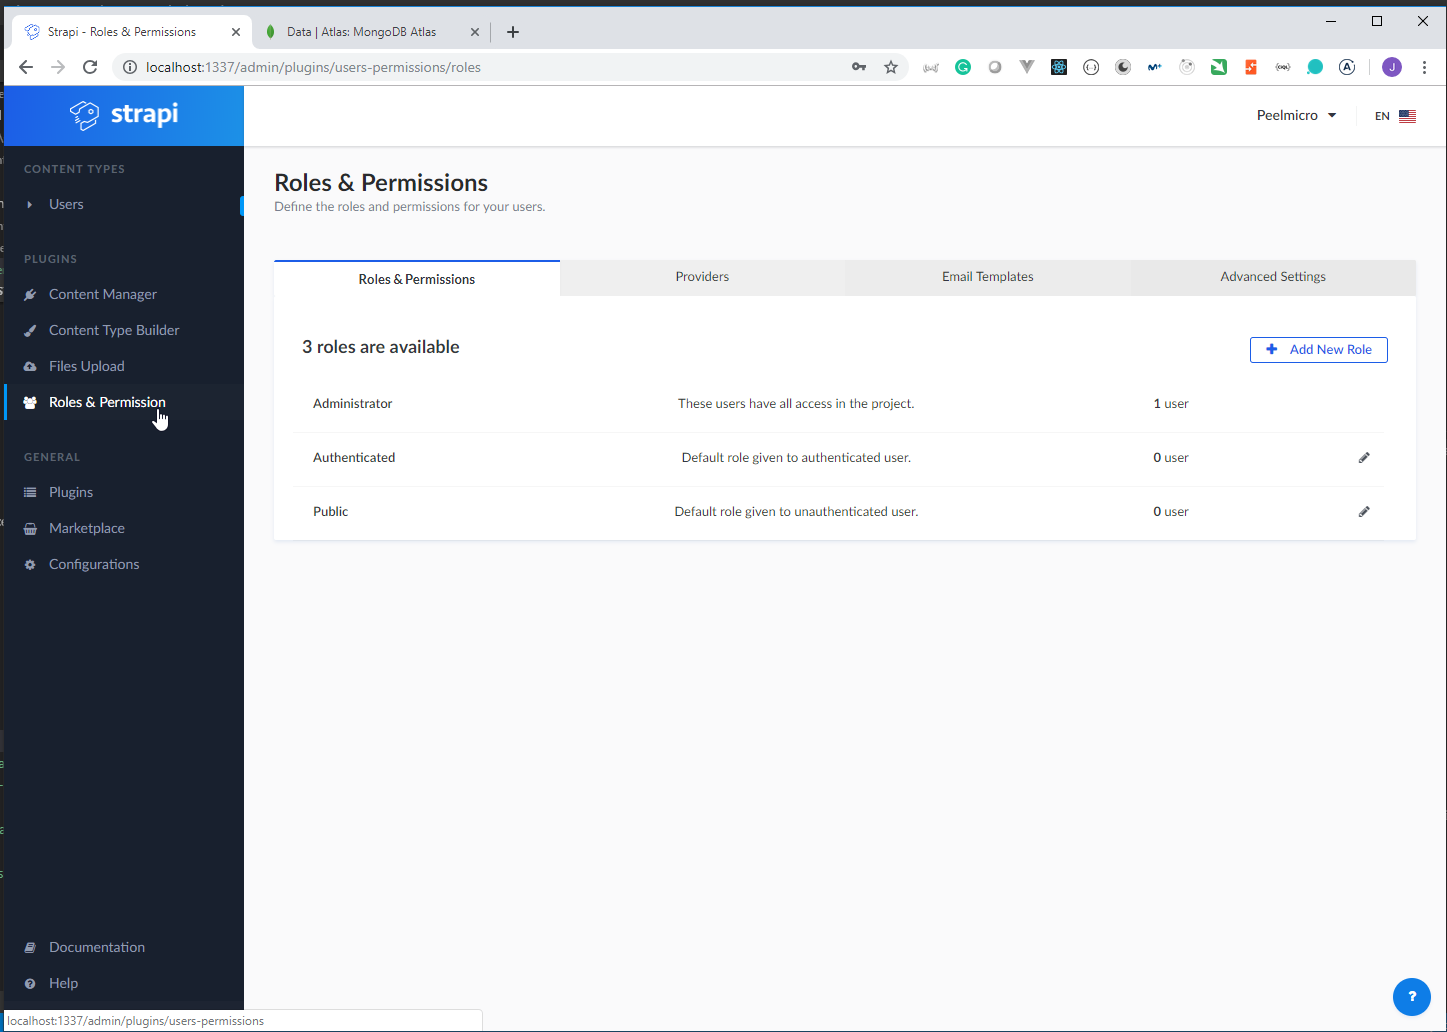 Strapi - Roles & Permissions
Data | Atlas: MongoDB Atlas
localhost:1337/admin/plugins/users-permissions/roles
strapi
Peelmicro
EN
CONTENT TYPES
Users
PLUGINS
Content Manager
Content Type Builder
Files Upload
Roles & Permission
GENERAL
Plugins
Marketplace
Configurations
Documentation
Help
Roles & Permissions
Define the roles and permissions for your users.
Roles & Permissions Providers Email Templates Advanced Settings
3 roles are available
Add New Role
Administrator These users have all access in the project. 1 user
Authenticated Default role given to authenticated user. 0 user
Public Default role given to unauthenticated user. 0 user
?
localhost:1337/admin/plugins/users-permissions